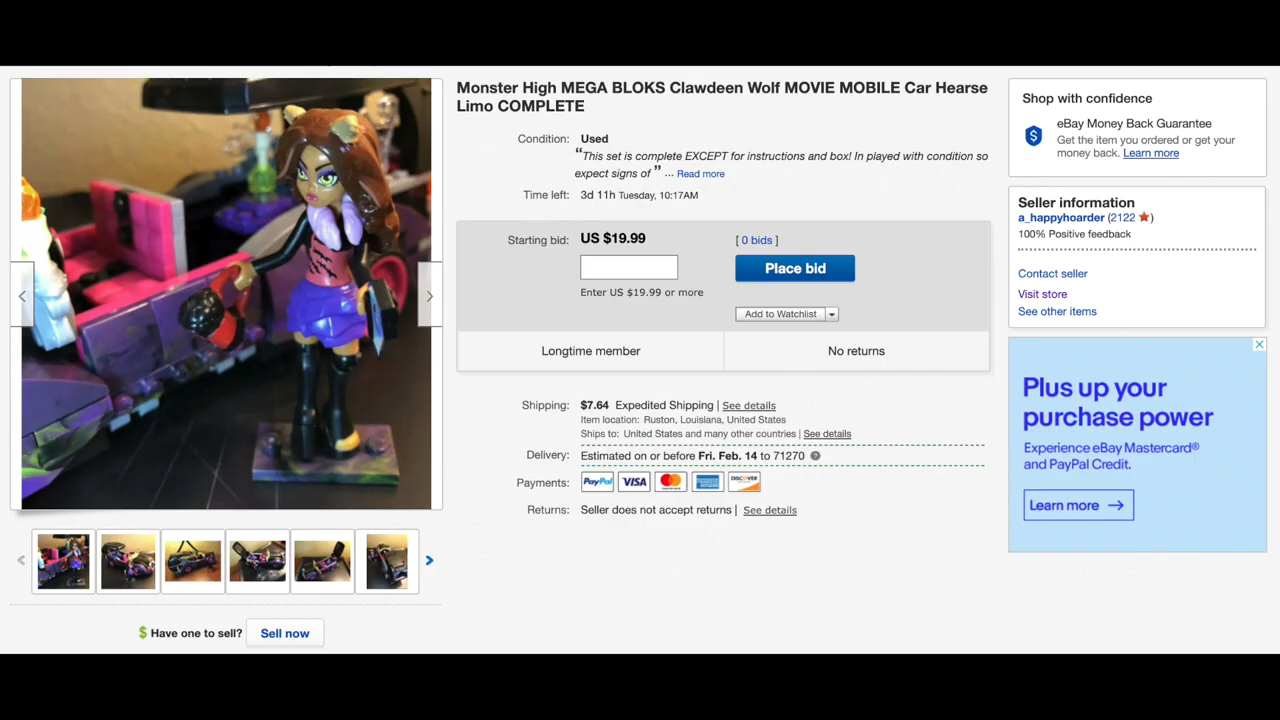 Monster High MEGA BLOKS Clawdeen Wolf MOVIE MOBILE Car Hearse
Limo COMPLETE
Condition: Used
“This set is complete EXCEPT for instructions and box! In played with condition so
expect signs of ” ... Read more
Time left: 3d 11h Tuesday, 10:17AM
Starting bid: US $19.99 [ 0 bids ]
Place bid
Enter US $19.99 or more
Add to Watchlist
Longtime member No returns
Shipping: $7.64 Expedited Shipping | See details
Item location: Ruston, Louisiana, United States
Ships to: United States and many other countries | See details
Delivery: Estimated on or before Fri. Feb. 14 to 71270
Payments: PayPal VISA MasterCard AMERICAN EXPRESS DISCOVER
Returns: Seller does not accept returns | See details
$ Have one to sell? Sell now
Shop with confidence
eBay Money Back Guarantee
Get the item you ordered or get your
money back. Learn more
Seller information
a_happyhoarder (2122 )
100% Positive feedback
Contact seller
Visit store
See other items
Plus up your
purchase power
Experience eBay Mastercard®
and PayPal Credit.
Learn more →